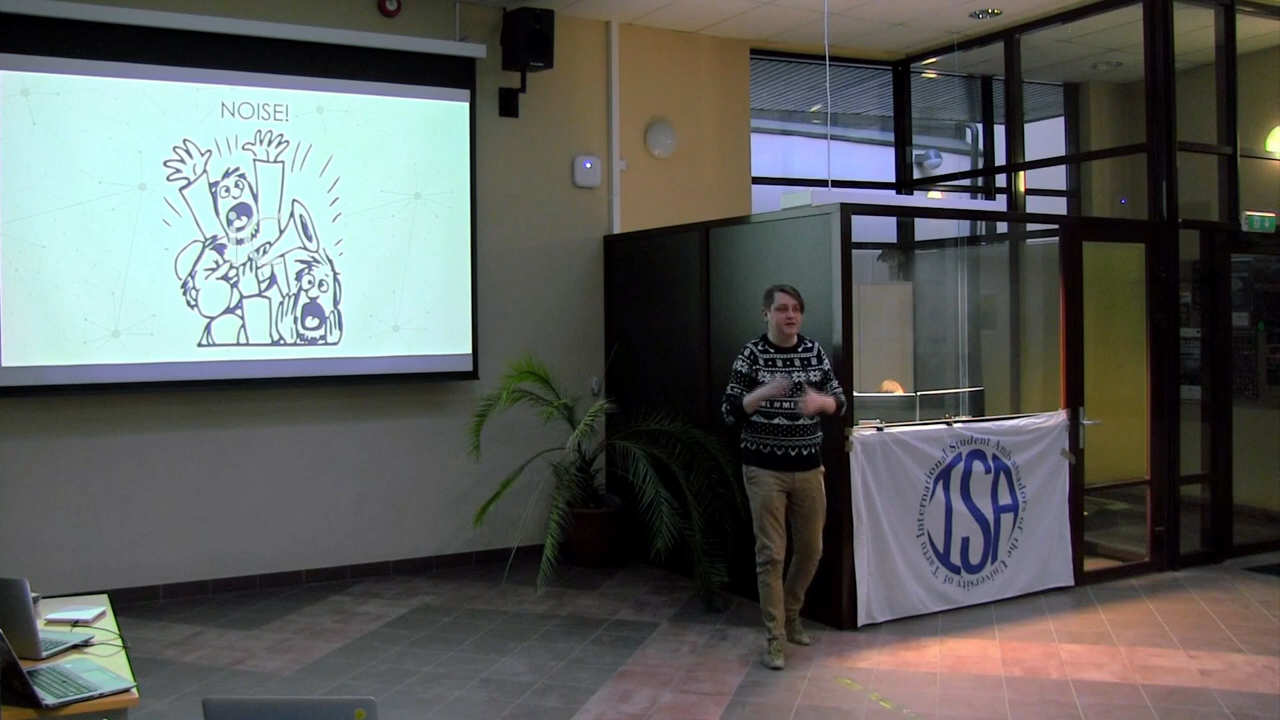 NOISE!
Tartu International Student Ambassadors of the University of
ISA